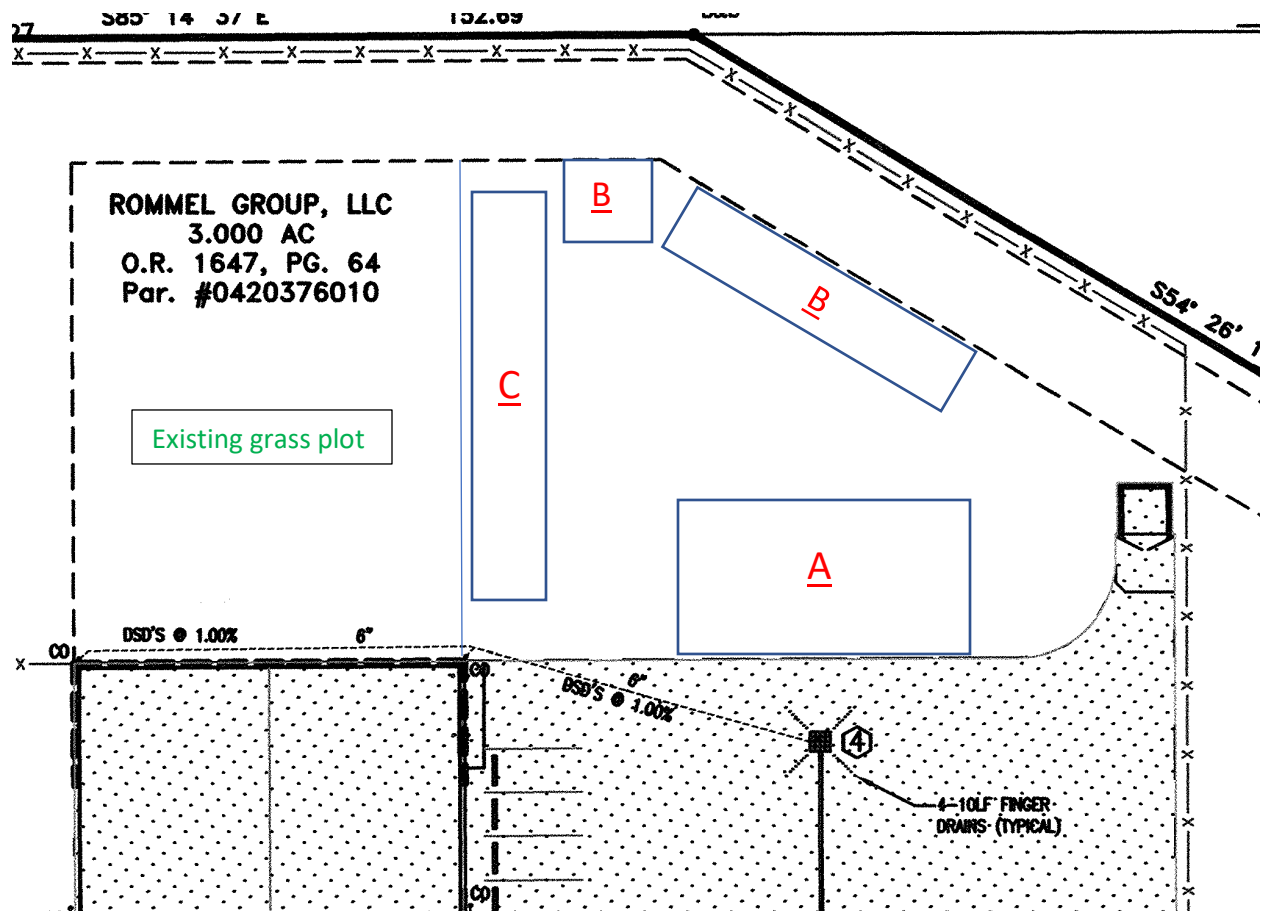 S85° 14' 37" E 152.69
27
ROMMEL GROUP, LLC
3.000 AC
O.R. 1647, PG. 64
Par. #0420376010
B
B
S54° 26' 1
C
Existing grass plot
A
CO DSD'S @ 1.00% 6"
CO
6"
DSD'S @ 1.00%
4
4-10LF FINGER
DRAINS (TYPICAL)
CO